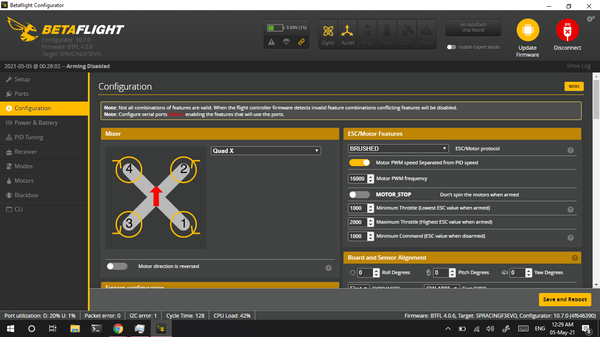 Betaflight Configurator
BETAFLIGHT
Configurator: 10.7.0
Firmware: BTFL 4.0.6
Target: SPRACINGF3EVO
3.99V (1S)
Gyro
Accel
No dataflash
chip found
Enable Expert Mode
Update
Firmware
Disconnect
2021-05-05 @ 00:28:02 -- Arming Disabled
Show Log
Setup
Ports
Configuration
Power & Battery
PID Tuning
Receiver
Modes
Motors
Blackbox
CLI
Configuration
WIKI
Note: Not all combinations of features are valid. When the flight controller firmware detects invalid feature combinations conflicting features will be disabled.
Note: Configure serial ports before enabling the features that will use the ports.
Mixer
Quad X
4
2
3
1
Motor direction is reversed
System configuration
ESC/Motor Features
BRUSHED
ESC/Motor protocol
Motor PWM speed Separated from PID speed
16000
Motor PWM frequency
MOTOR_STOP
Don't spin the motors when armed
1000
Minimum Throttle (Lowest ESC value when armed)
2000
Maximum Throttle (Highest ESC value when armed)
1000
Minimum Command (ESC value when disarmed)
Board and Sensor Alignment
0
Roll Degrees
0
Pitch Degrees
0
Yaw Degrees
Save and Reboot
Port utilization: D: 20% U: 1%
Packet error: 0
I2C error: 1
Cycle Time: 128
CPU Load: 42%
Firmware: BTFL 4.0.6, Target: SPRACINGF3EVO, Configurator: 10.7.0 (4f646390)
ENG
12:29 AM
05-May-21